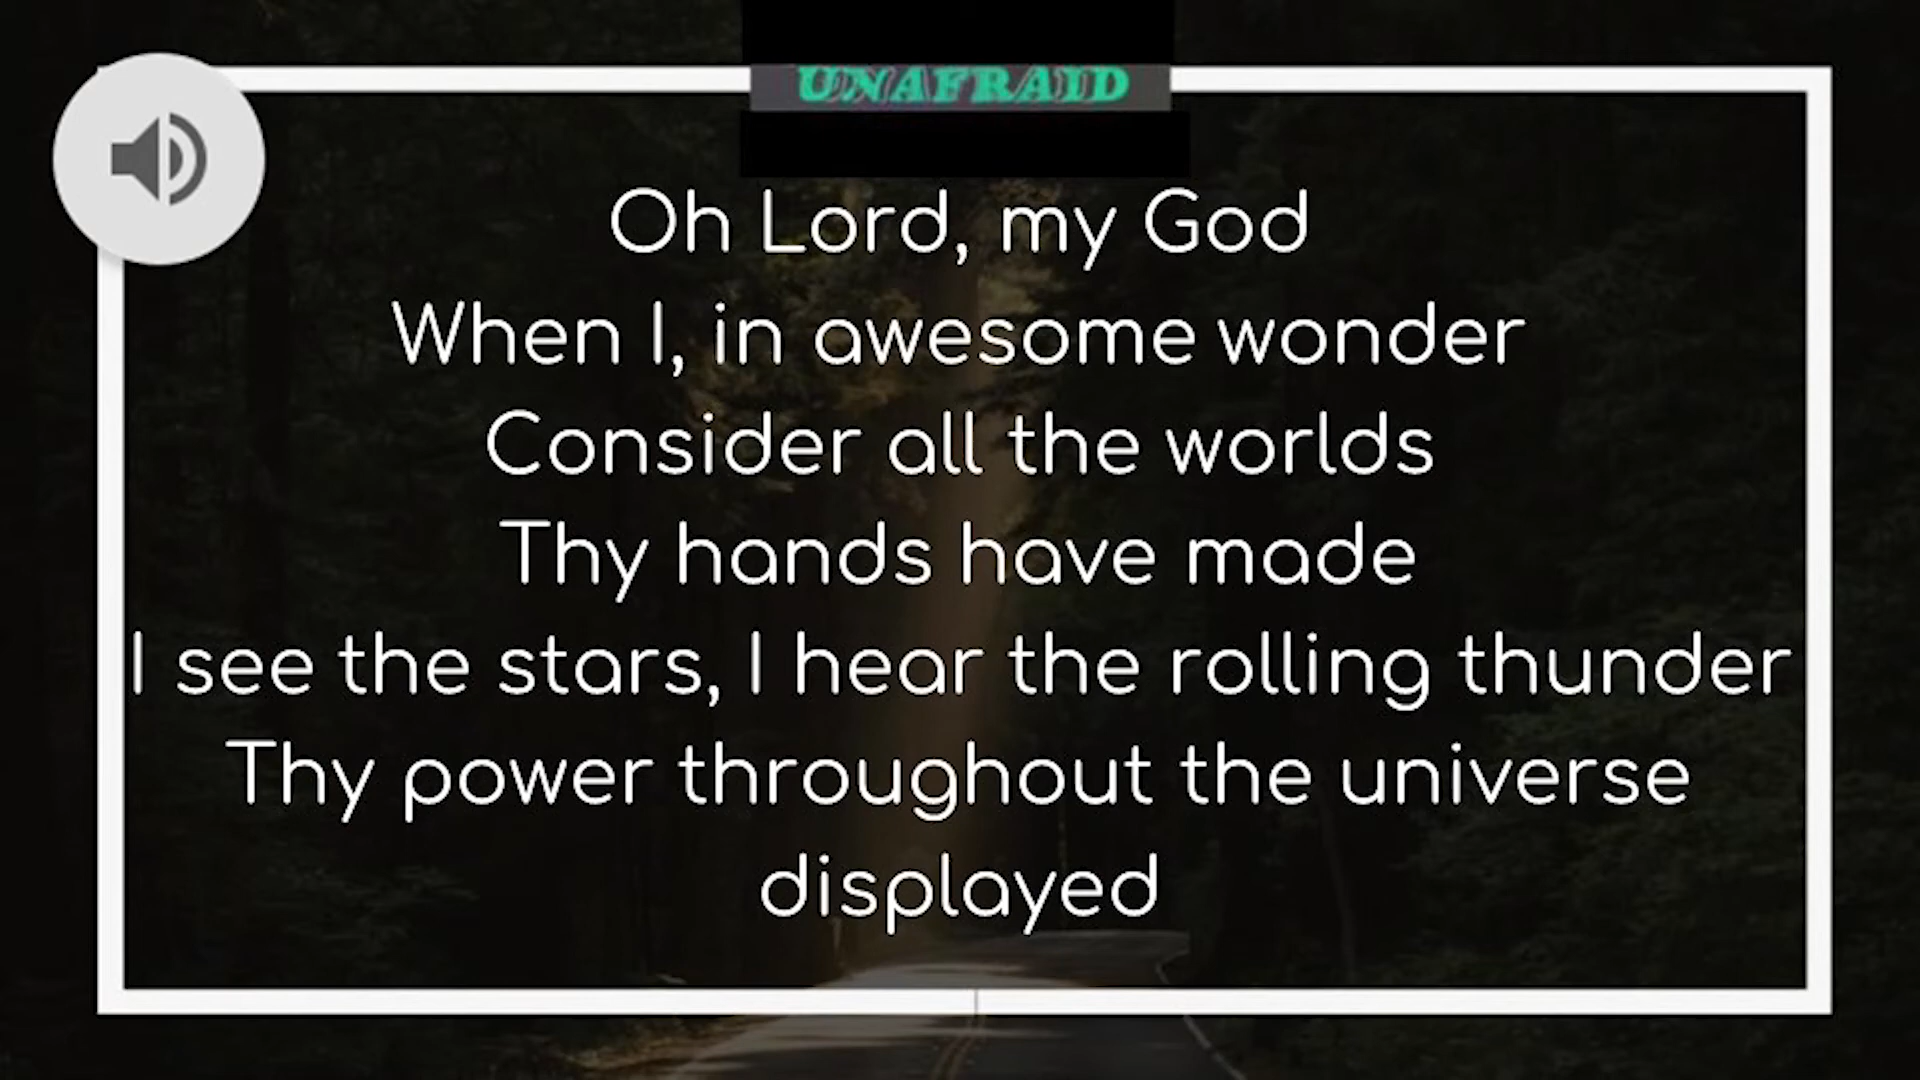 UNAFRAID
Oh Lord, my God
When I, in awesome wonder
Consider all the worlds
Thy hands have made
I see the stars, I hear the rolling thunder
Thy power throughout the universe
displayed